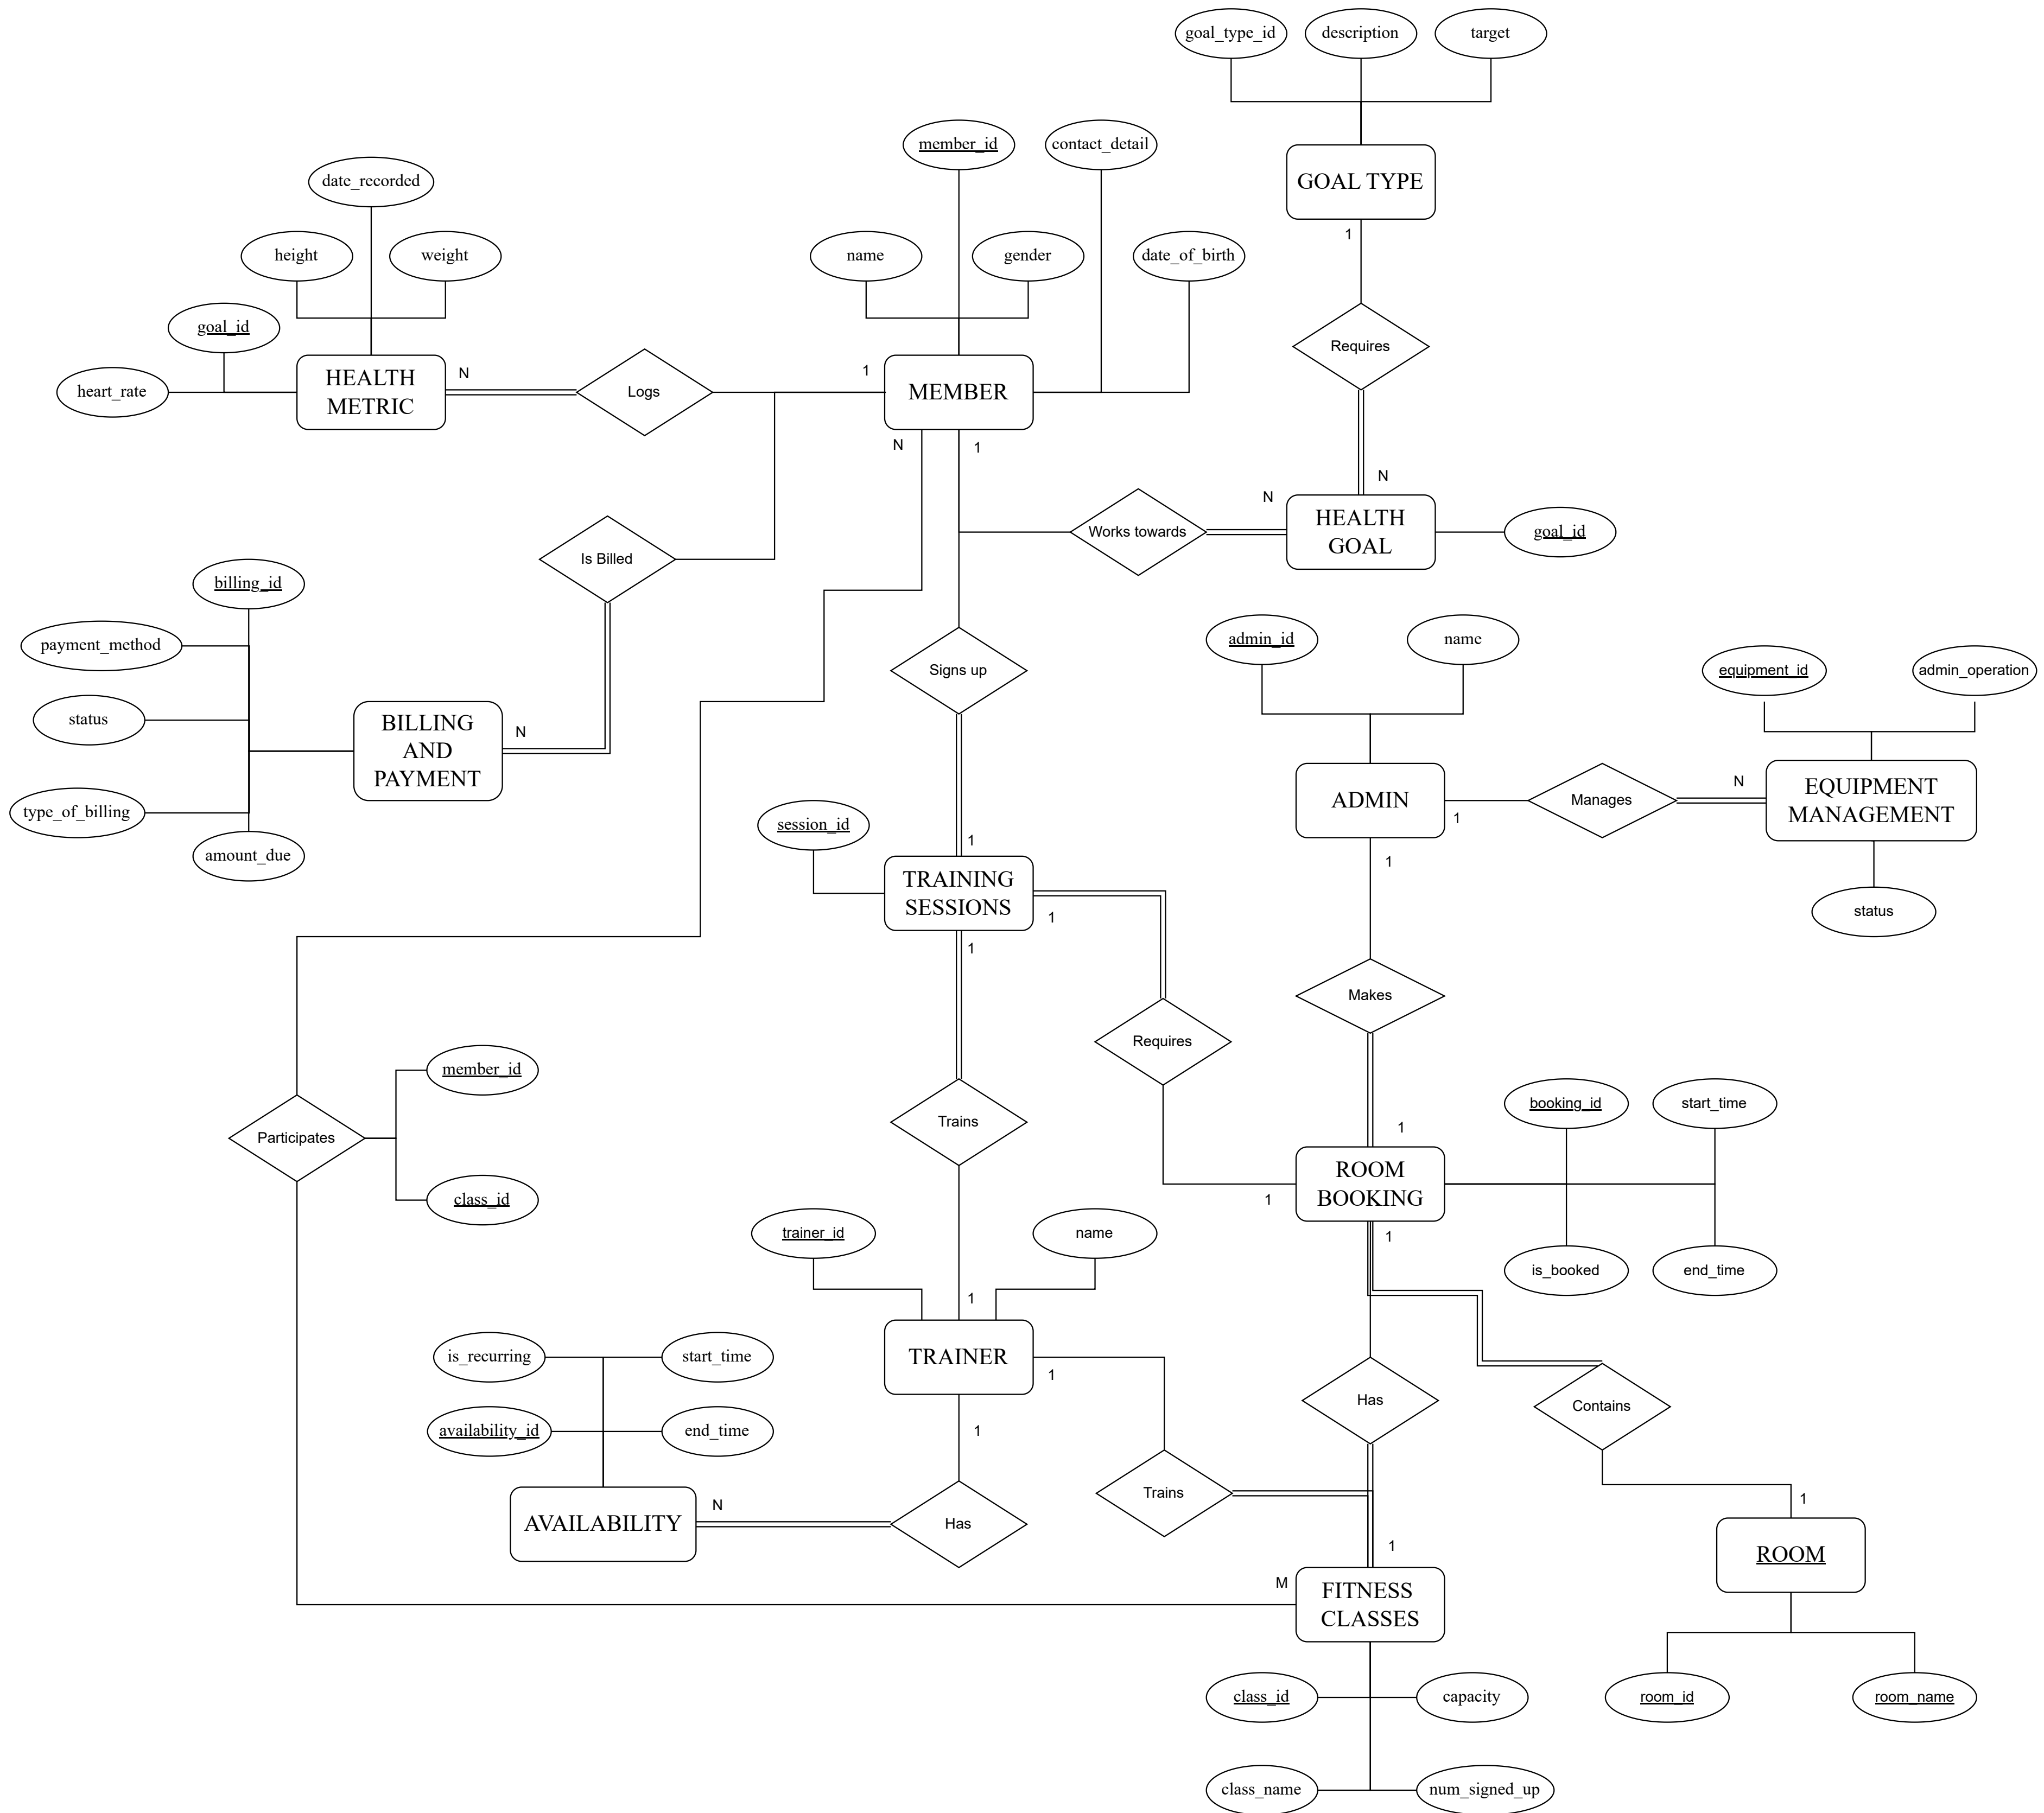 goal_type_id
description
target
member_id
contact_detail
GOAL TYPE
date_recorded
height
weight
name
gender
date_of_birth
1
goal_id
Requires
heart_rate
HEALTH
METRIC
N
Logs
1
MEMBER
N
1
N
N
Works towards
HEALTH
GOAL
goal_id
Is Billed
billing_id
payment_method
status
type_of_billing
amount_due
BILLING
AND
PAYMENT
N
Signs up
admin_id
name
equipment_id
admin_operation
ADMIN
1
Manages
N
EQUIPMENT
MANAGEMENT
status
1
session_id
1
TRAINING
SESSIONS
1
1
Makes
Requires
member_id
Participates
class_id
Trains
1
ROOM
BOOKING
1
1
booking_id
start_time
is_booked
end_time
trainer_id
name
1
TRAINER
1
1
is_recurring
start_time
availability_id
end_time
AVAILABILITY
N
Has
Trains
Has
Contains
1
ROOM
room_id
room_name
1
M
FITNESS
CLASSES
class_id
capacity
class_name
num_signed_up